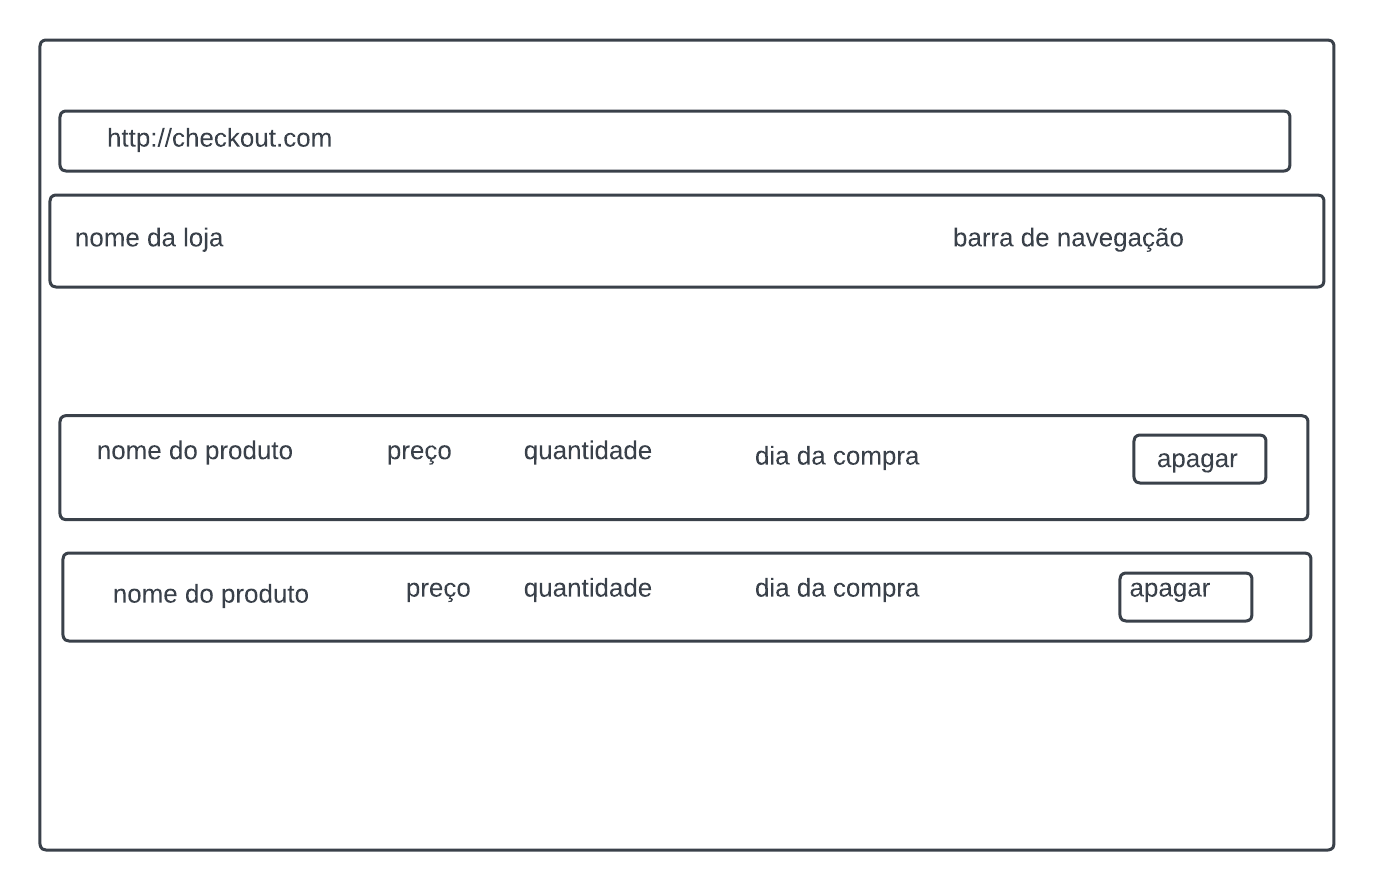 http://checkout.com
nome da loja barra de navegação
nome do produto preço quantidade dia da compra apagar
nome do produto preço quantidade dia da compra apagar